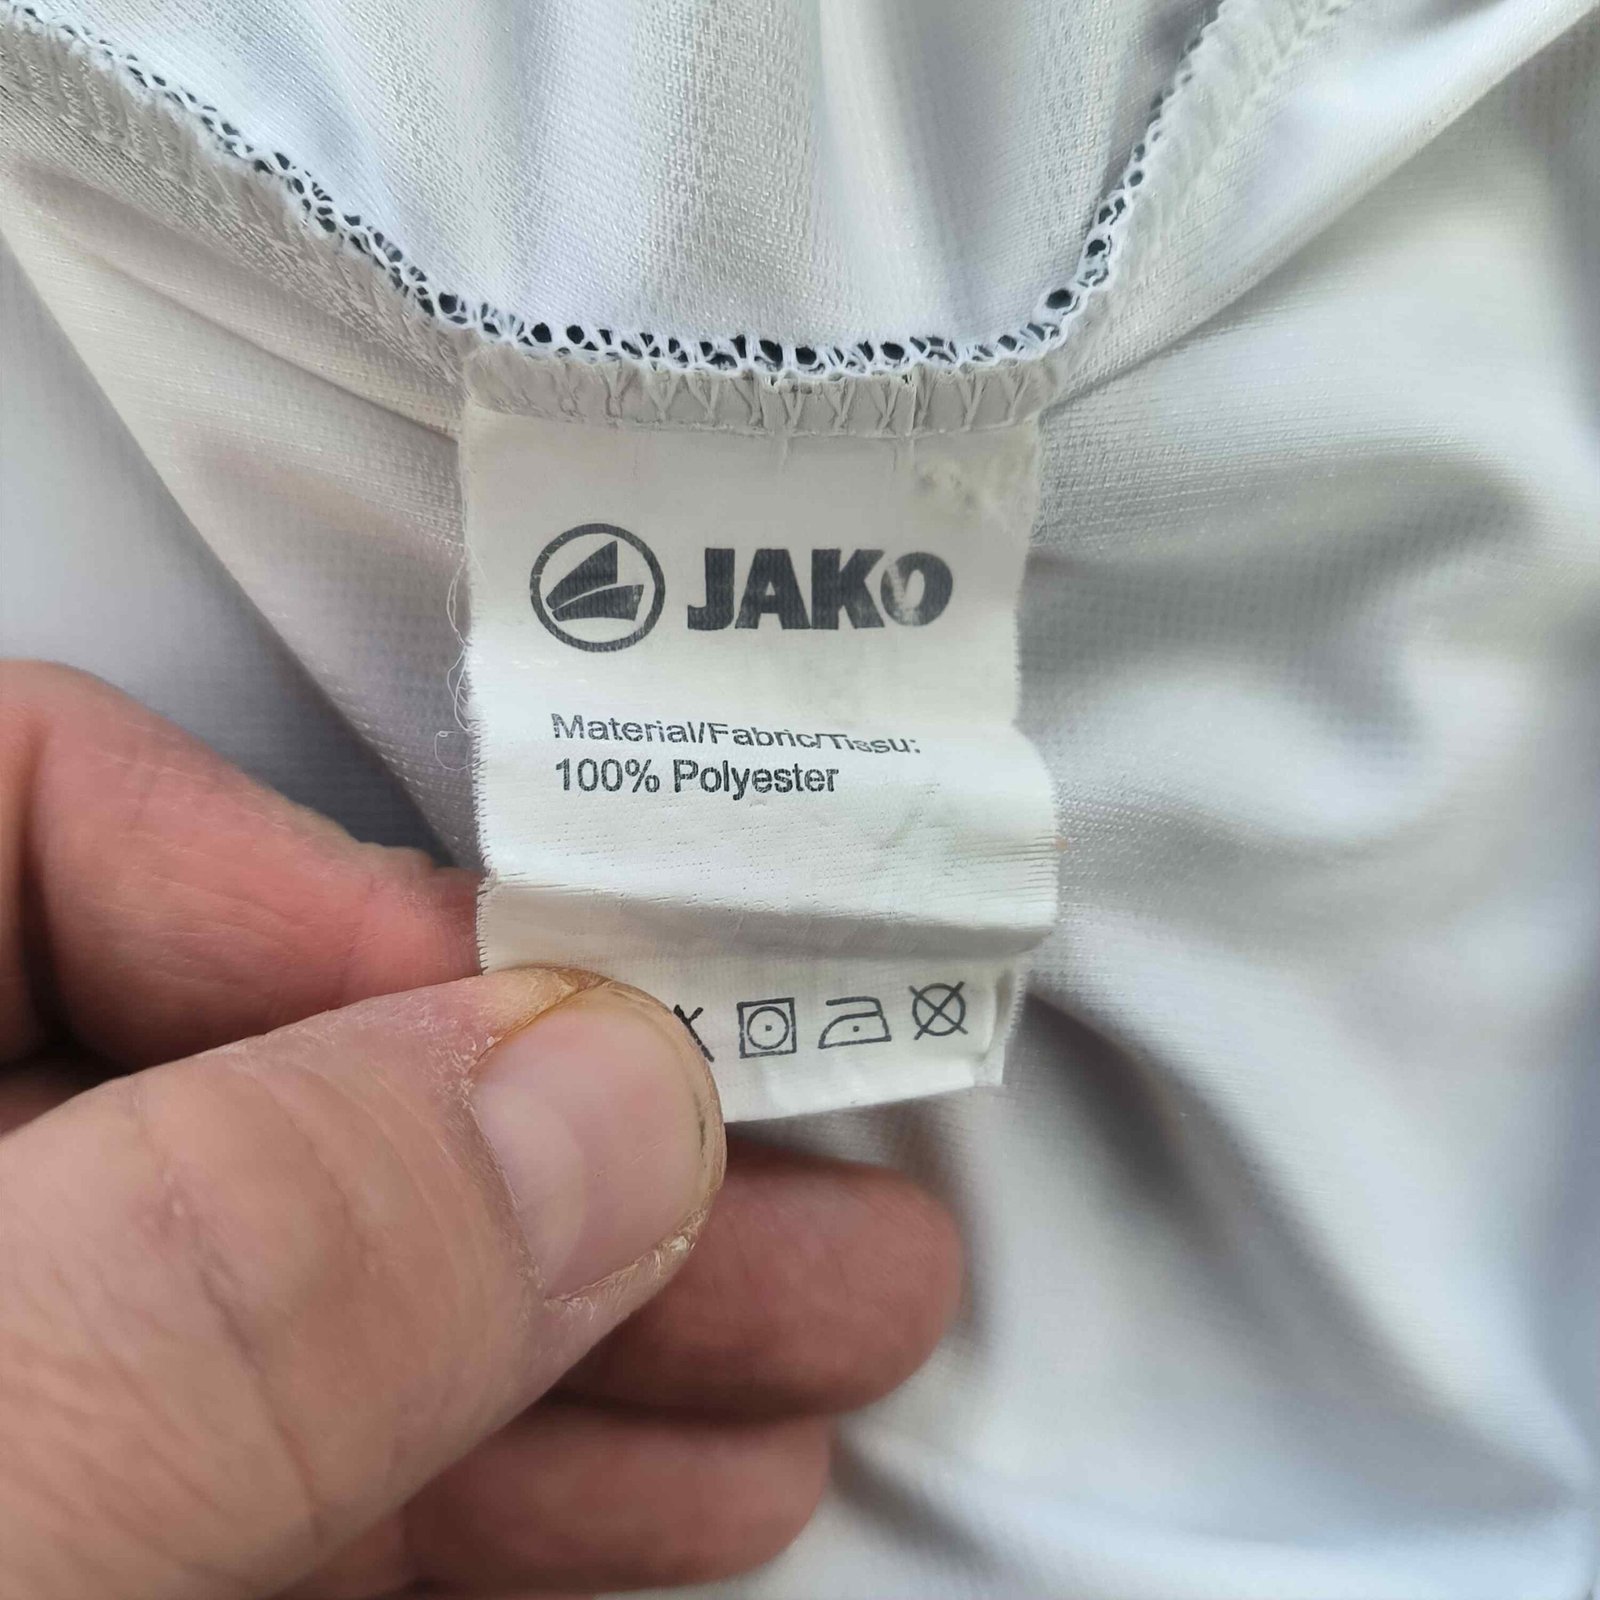 JAKO
Material/Fabric/Tissu:
100% Polyester